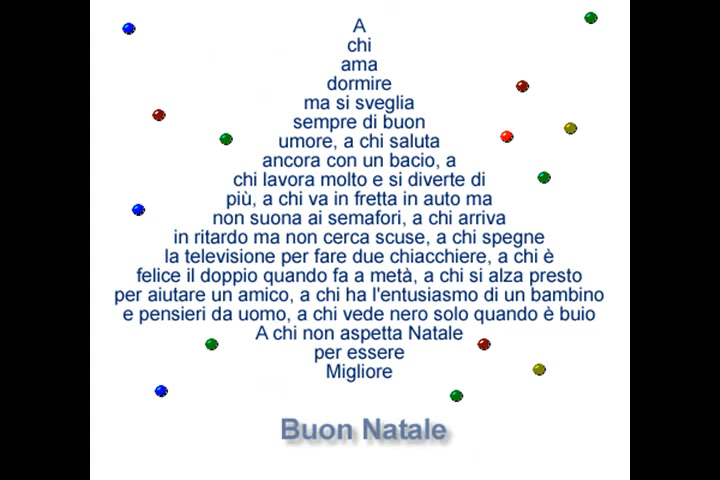 A
chi
ama
dormire
ma si sveglia
sempre di buon
umore, a chi saluta
ancora con un bacio, a
chi lavora molto e si diverte di
più, a chi va in fretta in auto ma
non suona ai semafori, a chi arriva
in ritardo ma non cerca scuse, a chi spegne
la televisione per fare due chiacchiere, a chi è
felice il doppio quando fa a metà, a chi si alza presto
per aiutare un amico, a chi ha l'entusiasmo di un bambino
e pensieri da uomo, a chi vede nero solo quando è buio
A chi non aspetta Natale
per essere
Migliore
Buon Natale